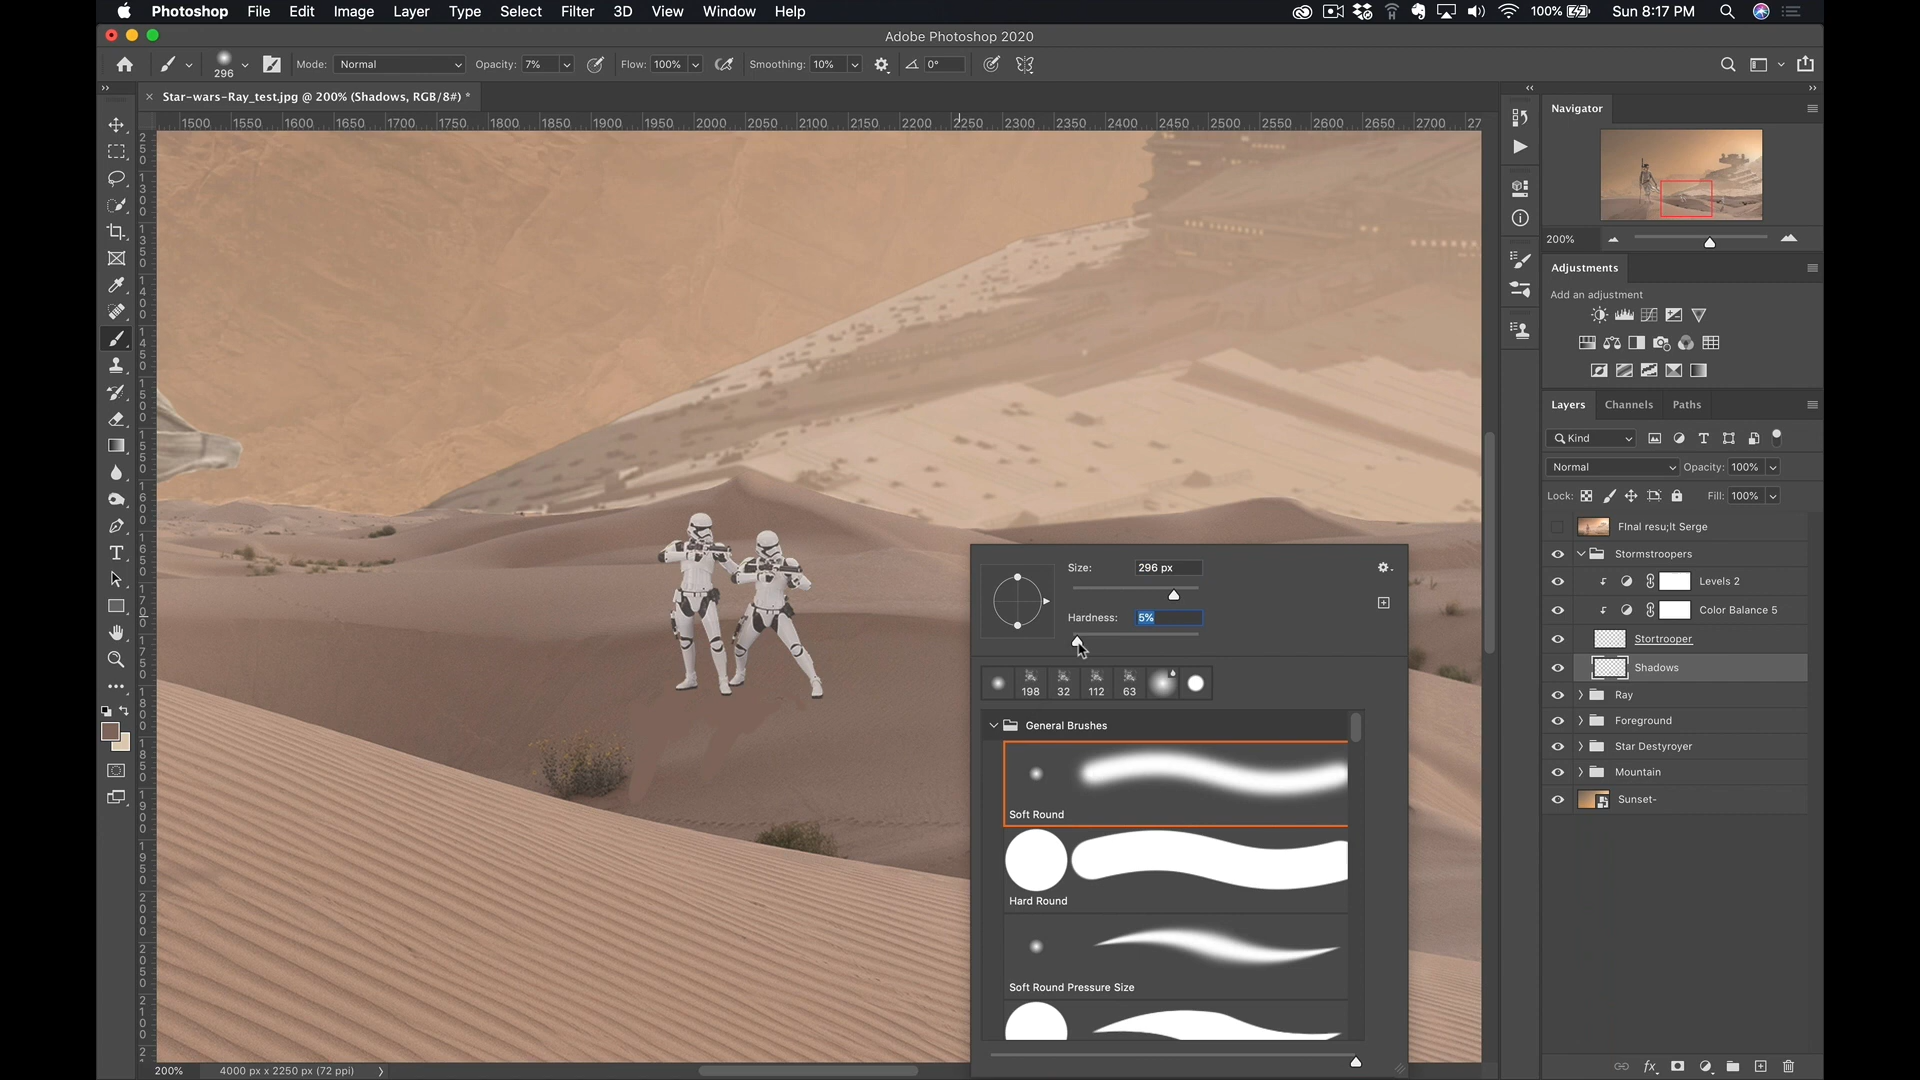 Photoshop File Edit Image Layer Type Select Filter 3D View Window Help 100% Sun 8:17 PM
Adobe Photoshop 2020
296 Mode: Normal Opacity: 7% Flow: 100% Smoothing: 10% 0°
Star-wars-Ray_test.jpg @ 200% (Shadows, RGB/8#) *
1500 1550 1600 1650 1700 1750 1800 1850 1900 1950 2000 2050 2100 2150 2200 2250 2300 2350 2400 2450 2500 2550 2600 2650 2700 27
Navigator
200%
Adjustments
Add an adjustment
Layers Channels Paths
Kind
Normal Opacity: 100%
Lock: Fill: 100%
FInal resu;lt Serge
Stormstroopers
Levels 2
Color Balance 5
Stortrooper
Shadows
Ray
Foreground
Star Destyroyer
Mountain
Sunset-
Size: 296 px
Hardness: 5%
198 32 112 63
General Brushes
Soft Round
Hard Round
Soft Round Pressure Size
200% 4000 px x 2250 px (72 ppi)